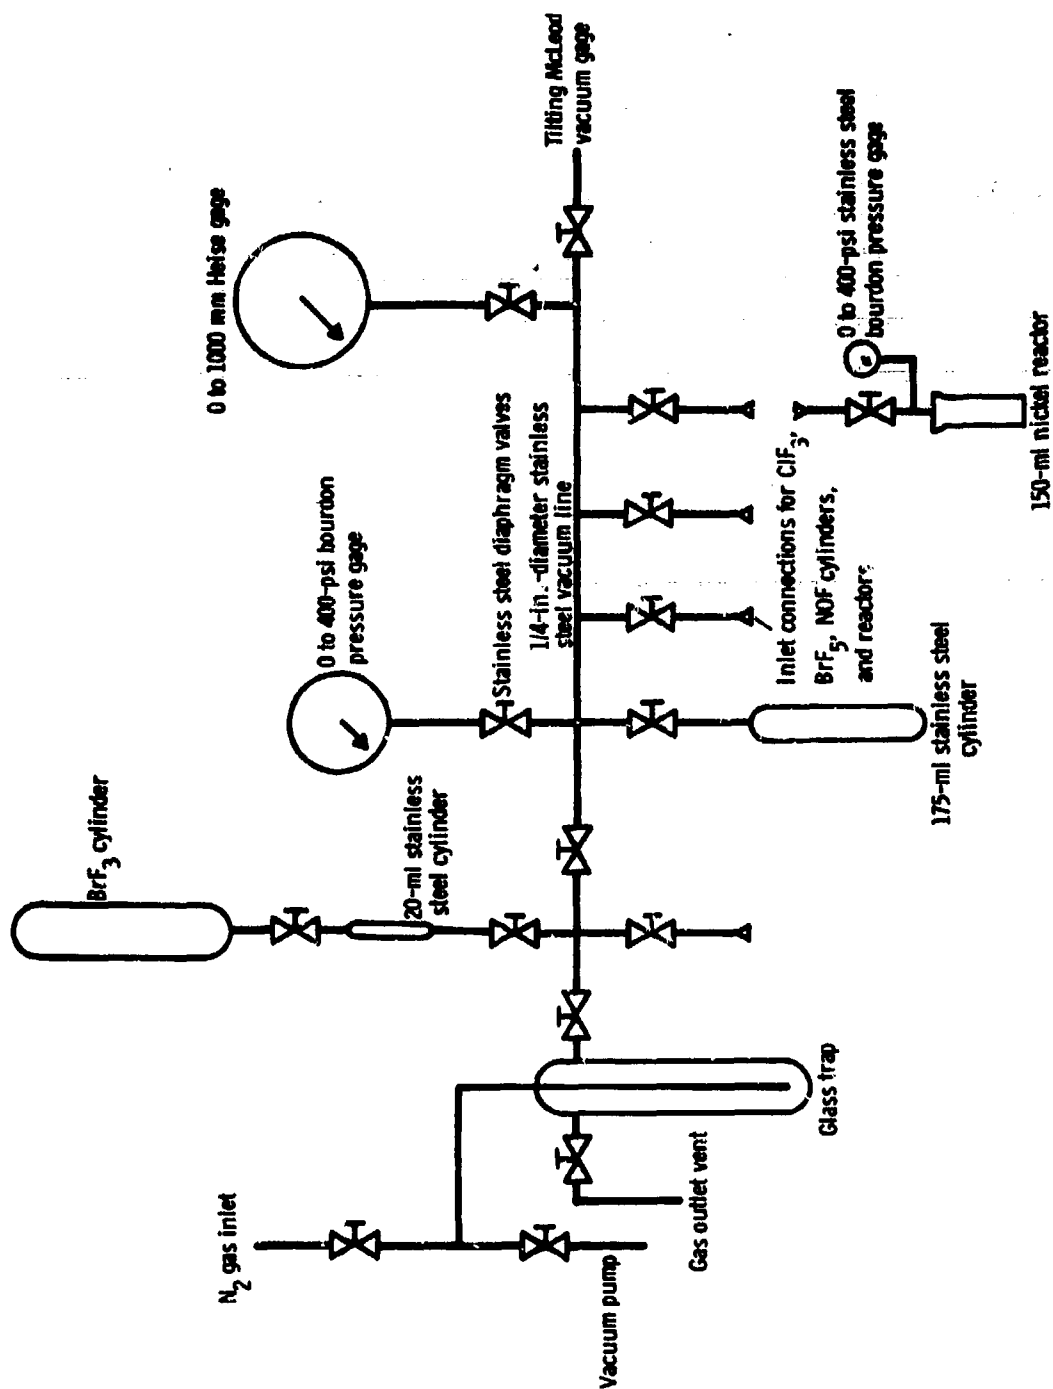 Tilting McLeod
vacuum gage
0 to 1000 mm Heise gage
0 to 400-psi stainless steel
bourdon pressure gage
150-ml nickel reactor
0 to 400-psi bourdon
pressure gage
Stainless steel diaphragm valves
1/4-in.-diameter stainless
steel vacuum line
Inlet connections for ClF3,
BrF5, NOF cylinders,
and reactors
175-ml stainless steel
cylinder
BrF3 cylinder
20-ml stainless
steel cylinder
Glass trap
Gas outlet vent
N2 gas inlet
Vacuum pump